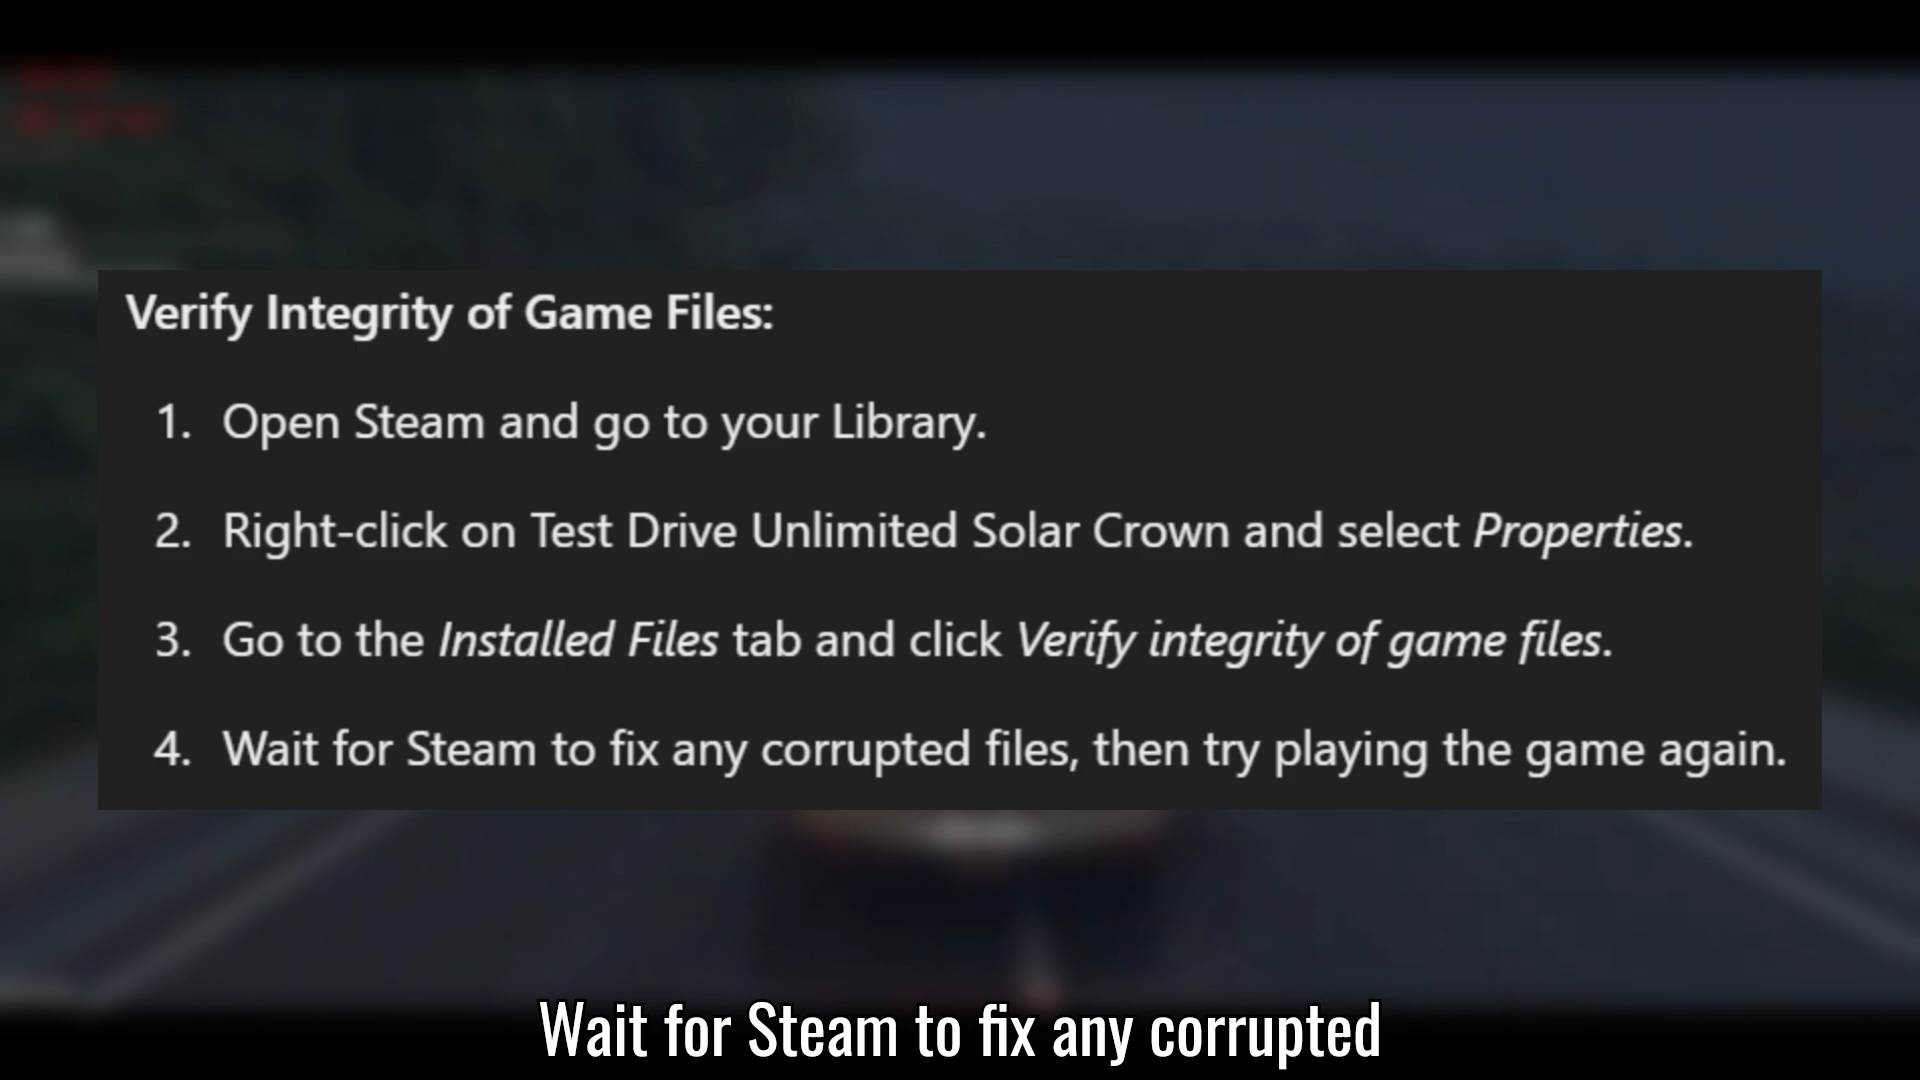 Verify Integrity of Game Files:
1. Open Steam and go to your Library.
2. Right-click on Test Drive Unlimited Solar Crown and select Properties.
3. Go to the Installed Files tab and click Verify integrity of game files.
4. Wait for Steam to fix any corrupted files, then try playing the game again.
Wait for Steam to fix any corrupted